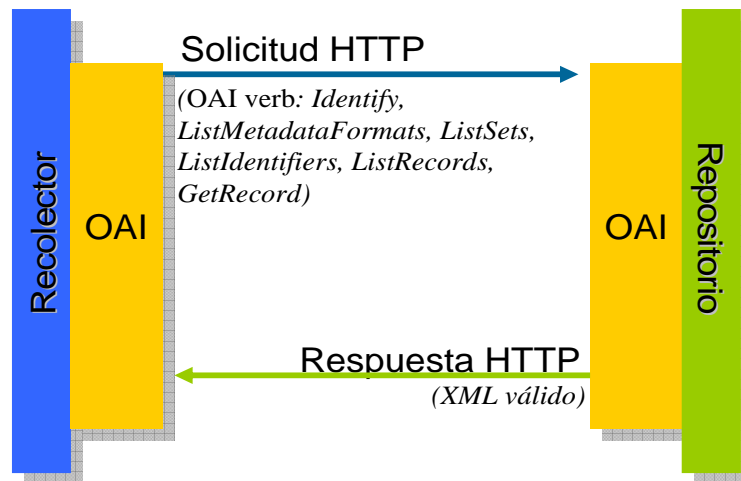 Solicitud HTTP
(OAI verb: Identify,
ListMetadataFormats, ListSets,
ListIdentifiers, ListRecords,
GetRecord)
Recolector
OAI
OAI
Repositorio
Respuesta HTTP
(XML válido)